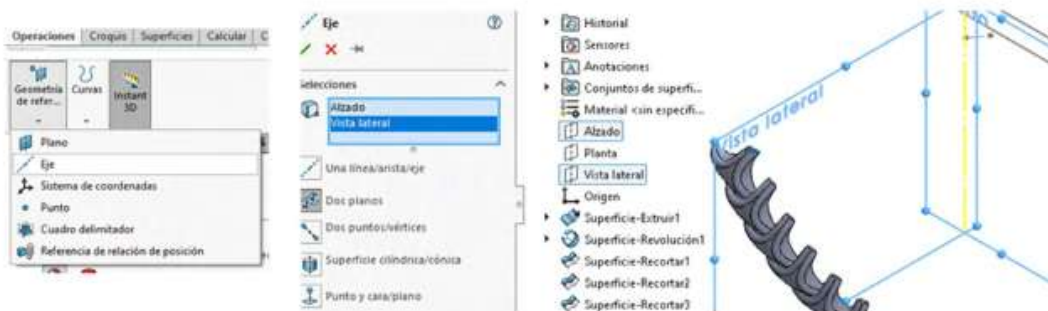 Operaciones Croquis Superficies Calcular C
Geometría de refer...
Curvas
Instant 3D
Plano
Eje
Sistema de coordenadas
Punto
Cuadro delimitador
Referencia de relación de posición
Eje
Selecciones
Alzado
Vista lateral
Una línea/arista/eje
Dos planos
Dos puntos/vértices
Superficie cilíndrica/cónica
Punto y cara/plano
Historial
Sensores
Anotaciones
Conjuntos de superfi...
Material <sin especifi...
Alzado
Planta
Vista lateral
Origen
Superficie-Extruir1
Superficie-Revolución1
Superficie-Recortar1
Superficie-Recortar2
Superficie-Recortar3
Vista lateral